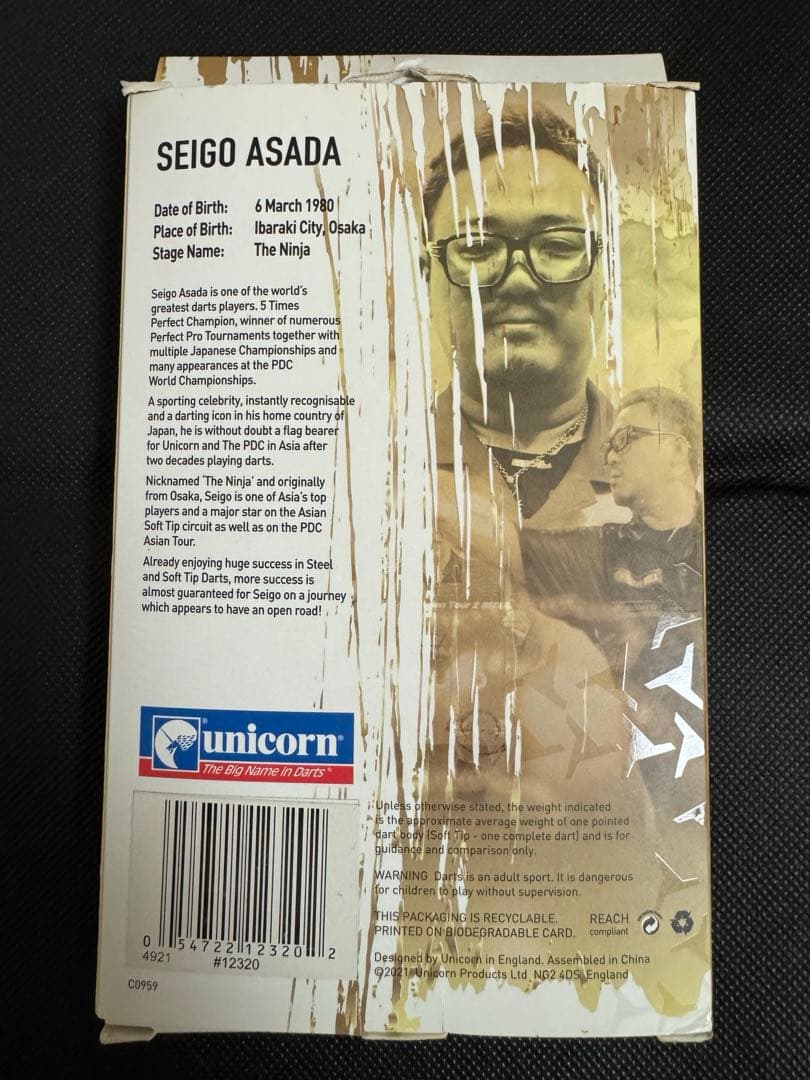 SEIGO ASADA
Date of Birth: 6 March 1980
Place of Birth: Ibaraki City, Osaka
Stage Name: The Ninja
Seigo Asada is one of the world's
greatest darts players. 5 Times
Perfect Champion, winner of numerous
Perfect Pro Tournaments together with
multiple Japanese Championships and
many appearances at the PDC
World Championships.
A sporting celebrity, instantly recognisable
and a darting icon in his home country of
Japan, he is without doubt a flag bearer
for Unicorn and The PDC in Asia after
two decades playing darts.
Nicknamed 'The Ninja' and originally
from Osaka, Seigo is one of Asia's top
players and a major star on the Asian
Soft Tip circuit as well as on the PDC
Asian Tour.
Already enjoying huge success in Steel
and Soft Tip Darts, more success is
almost guaranteed for Seigo on a journey
which appears to have an open road!
Tour 2
unicorn®
The Big Name in Darts®
0 54722 12320 2
4921 #12320
C0959
Unless otherwise stated, the weight indicated
is the approximate average weight of one pointed
dart body (Soft Tip - one complete dart) and is for
guidance and comparison only.
WARNING Darts is an adult sport. It is dangerous
for children to play without supervision.
THIS PACKAGING IS RECYCLABLE.
PRINTED ON BIODEGRADABLE CARD.
REACH
compliant
Designed by Unicorn in England. Assembled in China
©2021 Unicorn Products Ltd NG2 4DS England